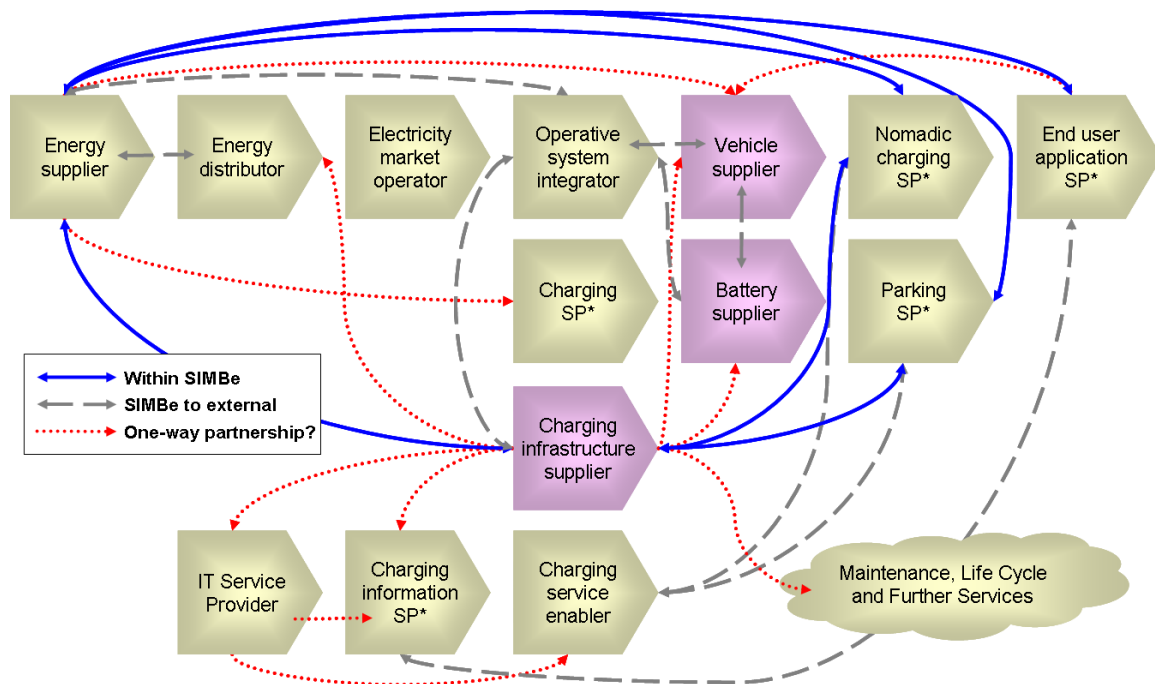 Energy
supplier
Energy
distributor
Electricity
market
operator
Operative
system
integrator
Vehicle
supplier
Nomadic
charging
SP*
End user
application
SP*
Charging
SP*
Battery
supplier
Parking
SP*
Within SIMBe
SIMBe to external
One-way partnership?
Charging
infrastructure
supplier
IT Service
Provider
Charging
information
SP*
Charging
service
enabler
Maintenance, Life Cycle
and Further Services